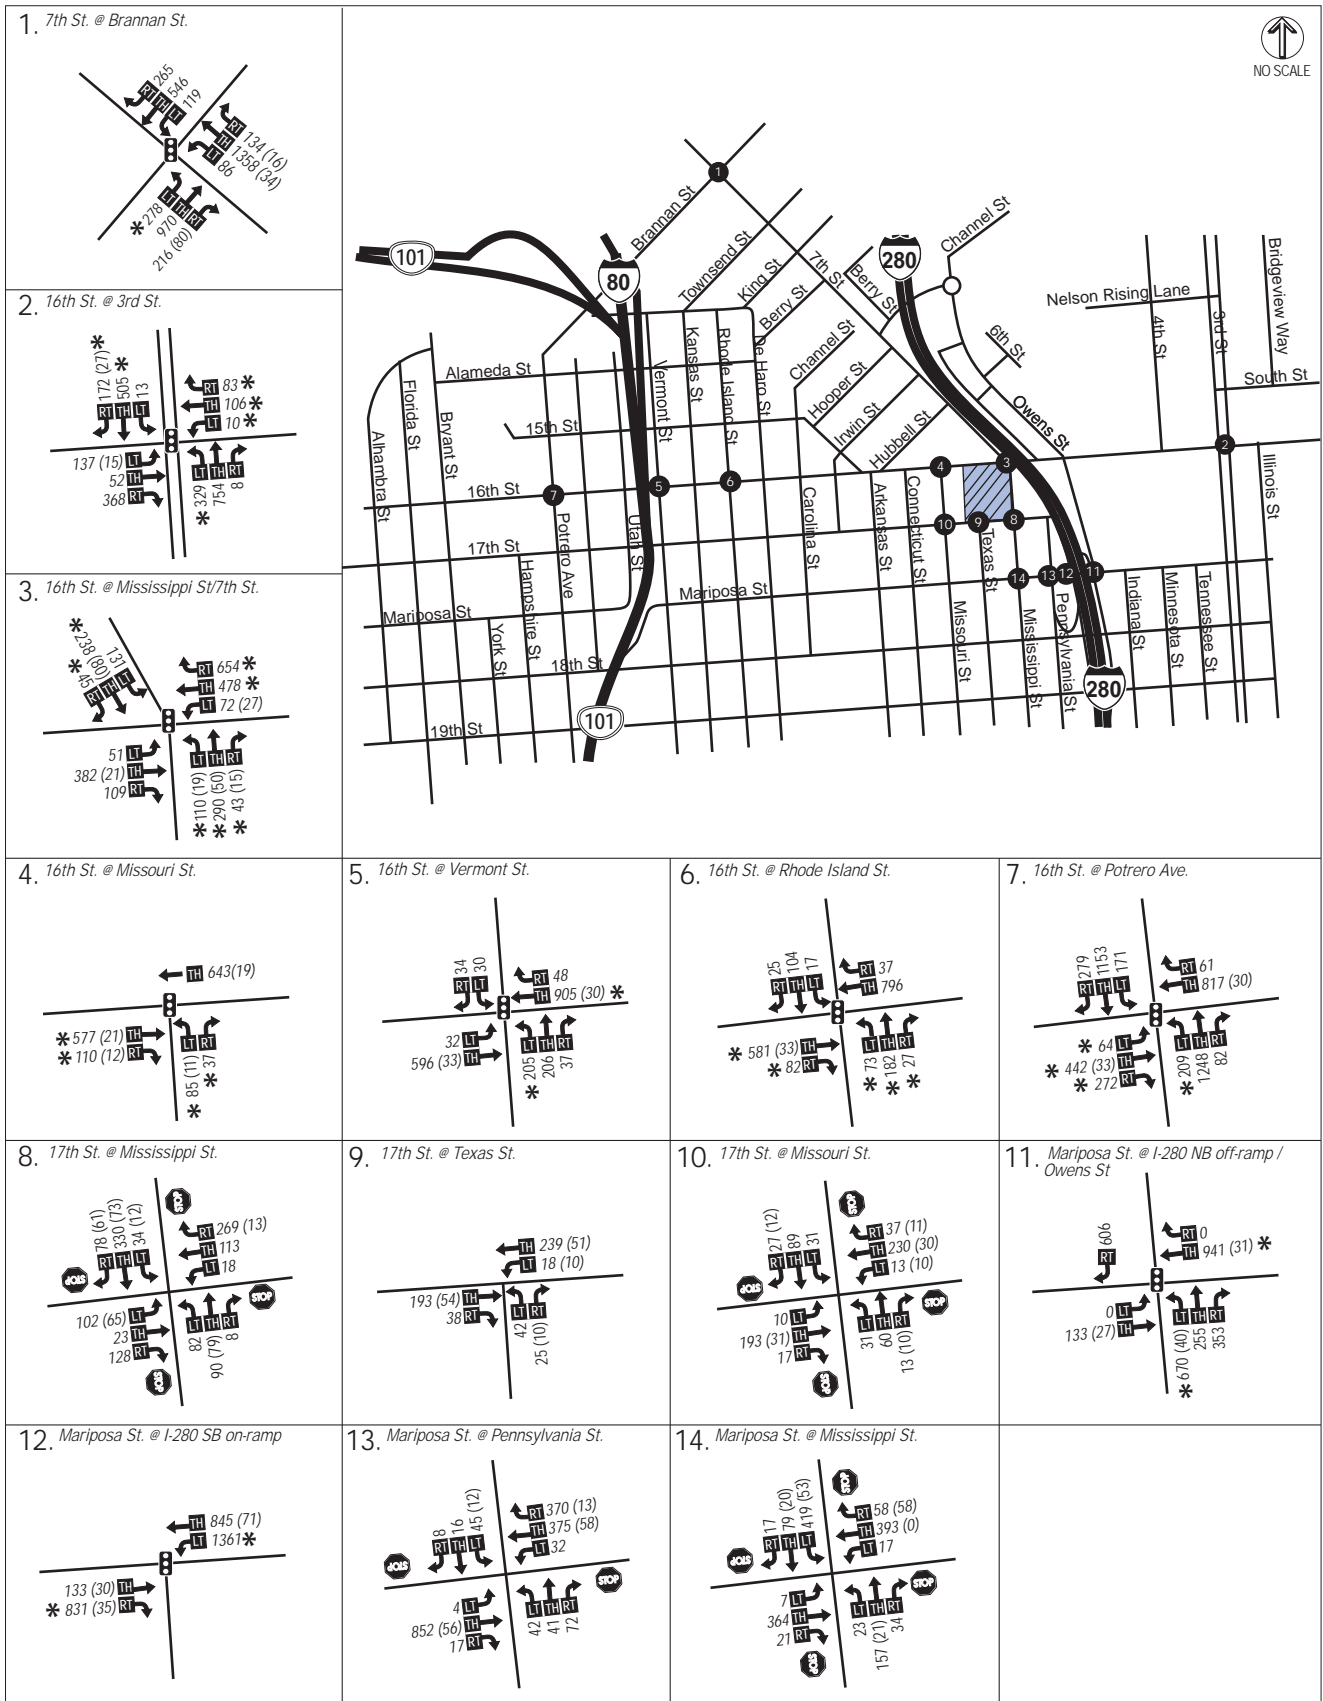 1. 7th St. @ Brannan St.
RT 265
TH 546
LT 119
RT 134 (16)
TH 1358 (34)
LT 86
LT *278
TH 970
RT 216 (80)
2. 16th St. @ 3rd St.
RT 172 (27)*
TH 505*
LT 13
RT 83*
TH 106*
LT 10*
137 (15) LT
52 TH
368 RT
LT 329*
TH 754
RT 8
3. 16th St. @ Mississippi St/7th St.
RT *45
TH *238 (80)
LT 131
RT 654*
TH 478*
LT 72 (27)
51 LT
382 (21) TH
109 RT
LT *110 (19)
TH *290 (50)
RT *43 (15)
NO SCALE
101
80
280
Brannan St
Townsend St
King St
Berry St
7th St
Berry St
Channel St
Channel St
Hooper St
Irwin St
Hubbell St
6th St
Owens St
Nelson Rising Lane
4th St
3rd St
Bridgeview Way
South St
Illinois St
Alameda St
15th St
16th St
17th St
Mariposa St
Mariposa St
18th St
19th St
Alhambra St
Florida St
Bryant St
York St
Hampshire St
Potrero Ave
Utah St
Vermont St
Kansas St
Rhode Island St
De Haro St
Carolina St
Arkansas St
Connecticut St
Missouri St
Texas St
Mississippi St
Pennsylvania St
Indiana St
Minnesota St
Tennessee St
101
280
1
2
3
4
5
6
7
8
9
10
11
12
13
14
4. 16th St. @ Missouri St.
TH 643(19)
*577 (21) TH
*110 (12) RT
LT *85 (11)
RT *37
5. 16th St. @ Vermont St.
RT 34
LT 30
RT 48
TH 905 (30) *
32 LT
596 (33) TH
LT *205
TH 206
RT 37
6. 16th St. @ Rhode Island St.
RT 25
TH 104
LT 17
RT 37
TH 796
* 581 (33) TH
* 82 RT
LT *73
TH *182
RT *27
7. 16th St. @ Potrero Ave.
RT 279
TH 1153
LT 171
RT 61
TH 817 (30)
* 64 LT
* 442 (33) TH
* 272 RT
LT *209
TH 1248
RT 82
8. 17th St. @ Mississippi St.
RT 78 (61)
TH 330 (73)
LT 34 (12)
RT 269 (13)
TH 113
LT 18
102 (65) LT
23 TH
128 RT
LT 82
TH 90 (79)
RT 8
STOP
STOP
STOP
STOP
9. 17th St. @ Texas St.
TH 239 (51)
LT 18 (10)
193 (54) TH
38 RT
LT 42
RT 25 (10)
10. 17th St. @ Missouri St.
RT 27 (12)
TH 89
LT 31
RT 37 (11)
TH 230 (30)
LT 13 (10)
10 LT
193 (31) TH
17 RT
LT 31
TH 60
RT 13 (10)
STOP
STOP
STOP
STOP
11. Mariposa St. @ I-280 NB off-ramp /
Owens St
RT 606
RT 0
TH 941 (31) *
0 LT
133 (27) TH
LT *670 (40)
TH 255
RT 353
12. Mariposa St. @ I-280 SB on-ramp
TH 845 (71)
LT 1361*
133 (30) TH
* 831 (35) RT
13. Mariposa St. @ Pennsylvania St.
RT 8
TH 16
LT 45 (12)
RT 370 (13)
TH 375 (58)
LT 32
4 LT
852 (56) TH
17 RT
LT 42
TH 41
RT 72
STOP
STOP
14. Mariposa St. @ Mississippi St.
RT 17
TH 79 (20)
LT 419 (53)
RT 58 (58)
TH 393 (0)
LT 17
7 LT
364 TH
21 RT
LT 23
TH 157 (21)
RT 34
STOP
STOP
STOP
STOP